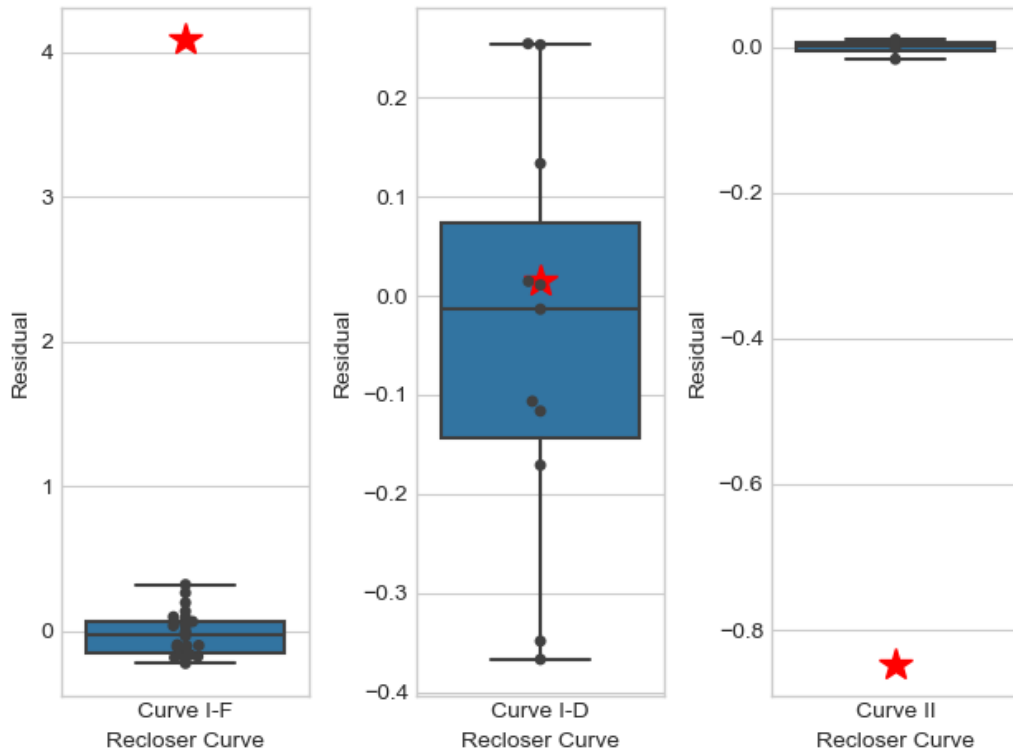 4
3
2
1
0
Residual
Curve I-F
Recloser Curve
0.2
0.1
0.0
−0.1
−0.2
−0.3
−0.4
Residual
Curve I-D
Recloser Curve
0.0
−0.2
−0.4
−0.6
−0.8
Residual
Curve II
Recloser Curve